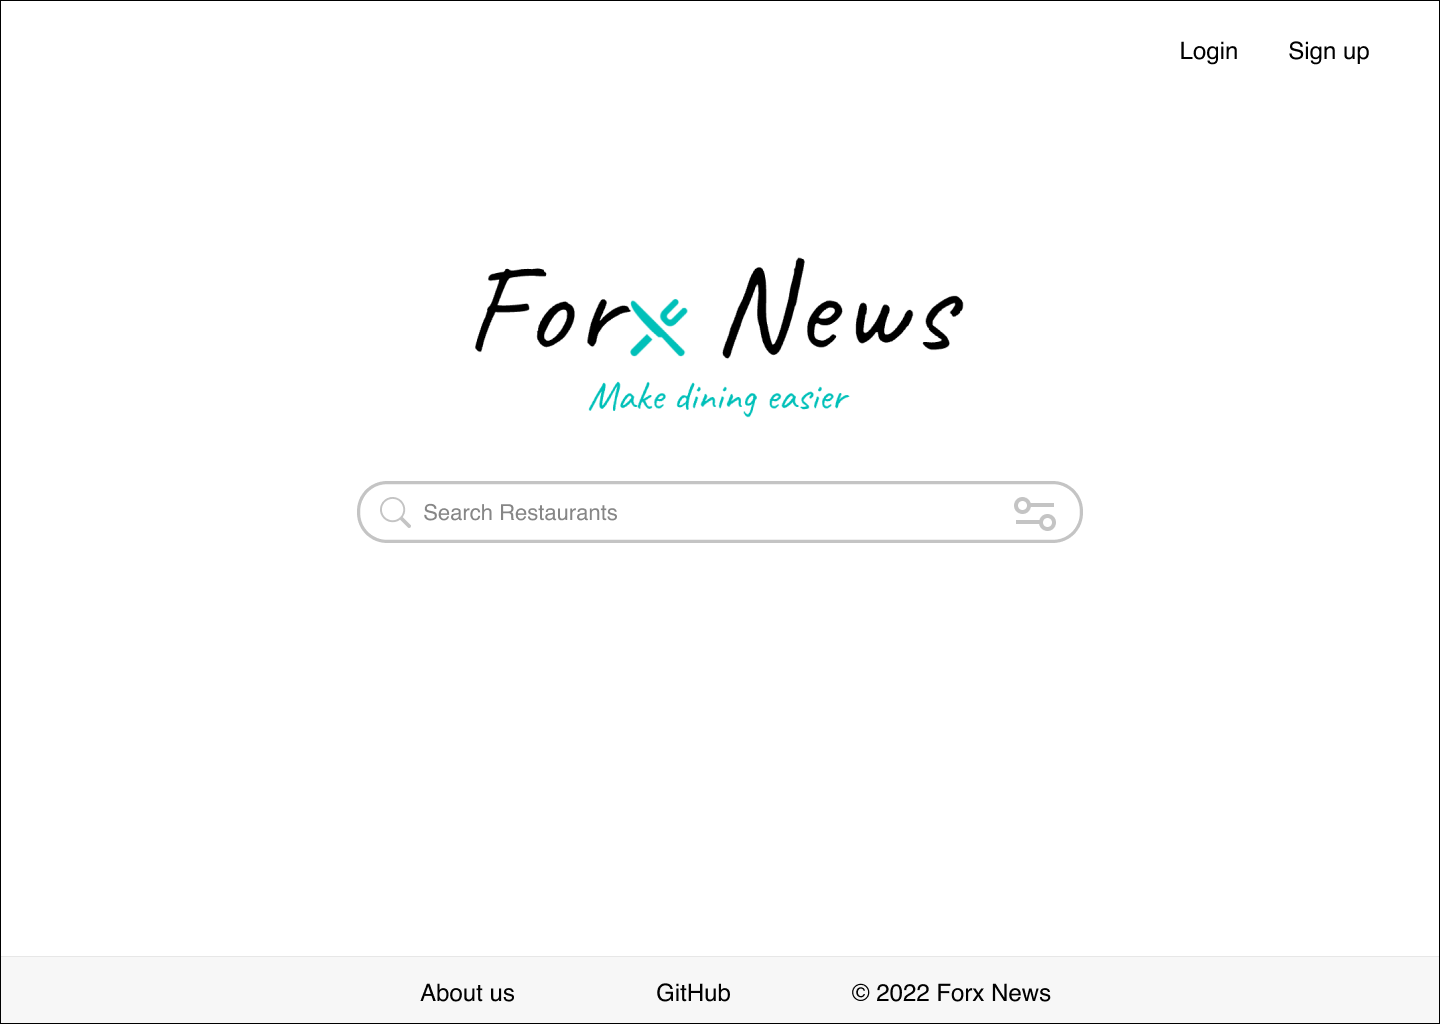 Login Sign up
Forx News
Make dining easier
Search Restaurants
About us GitHub © 2022 Forx News